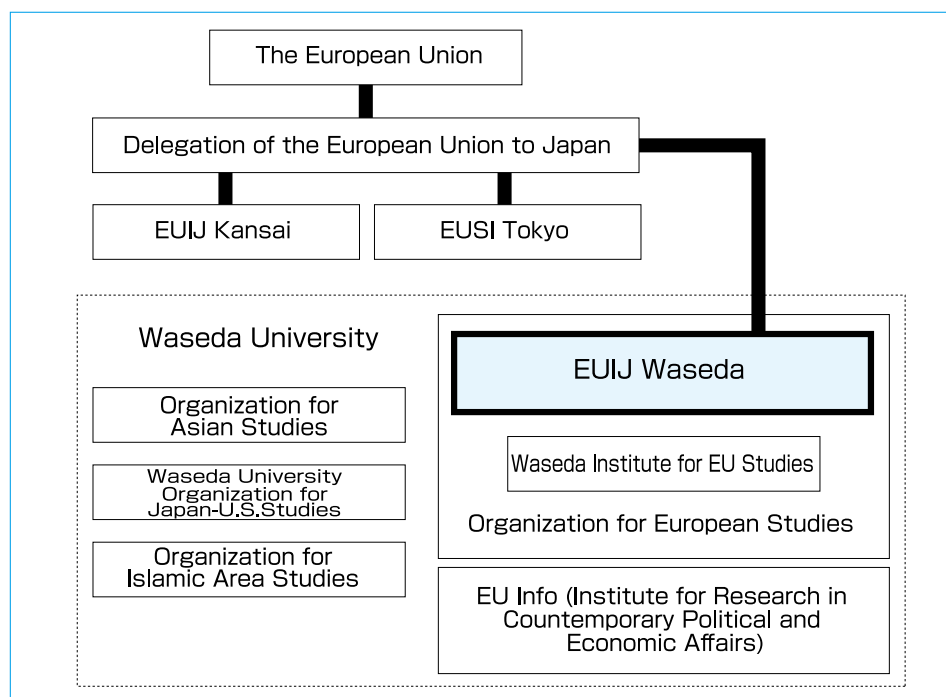 The European Union
Delegation of the European Union to Japan
EUIJ Kansai
EUSI Tokyo
Waseda University
Organization for
Asian Studies
Waseda University
Organization for
Japan-U.S.Studies
Organization for
Islamic Area Studies
EUIJ Waseda
Waseda Institute for EU Studies
Organization for European Studies
EU Info (Institute for Research in
Countemporary Political and
Economic Affairs)